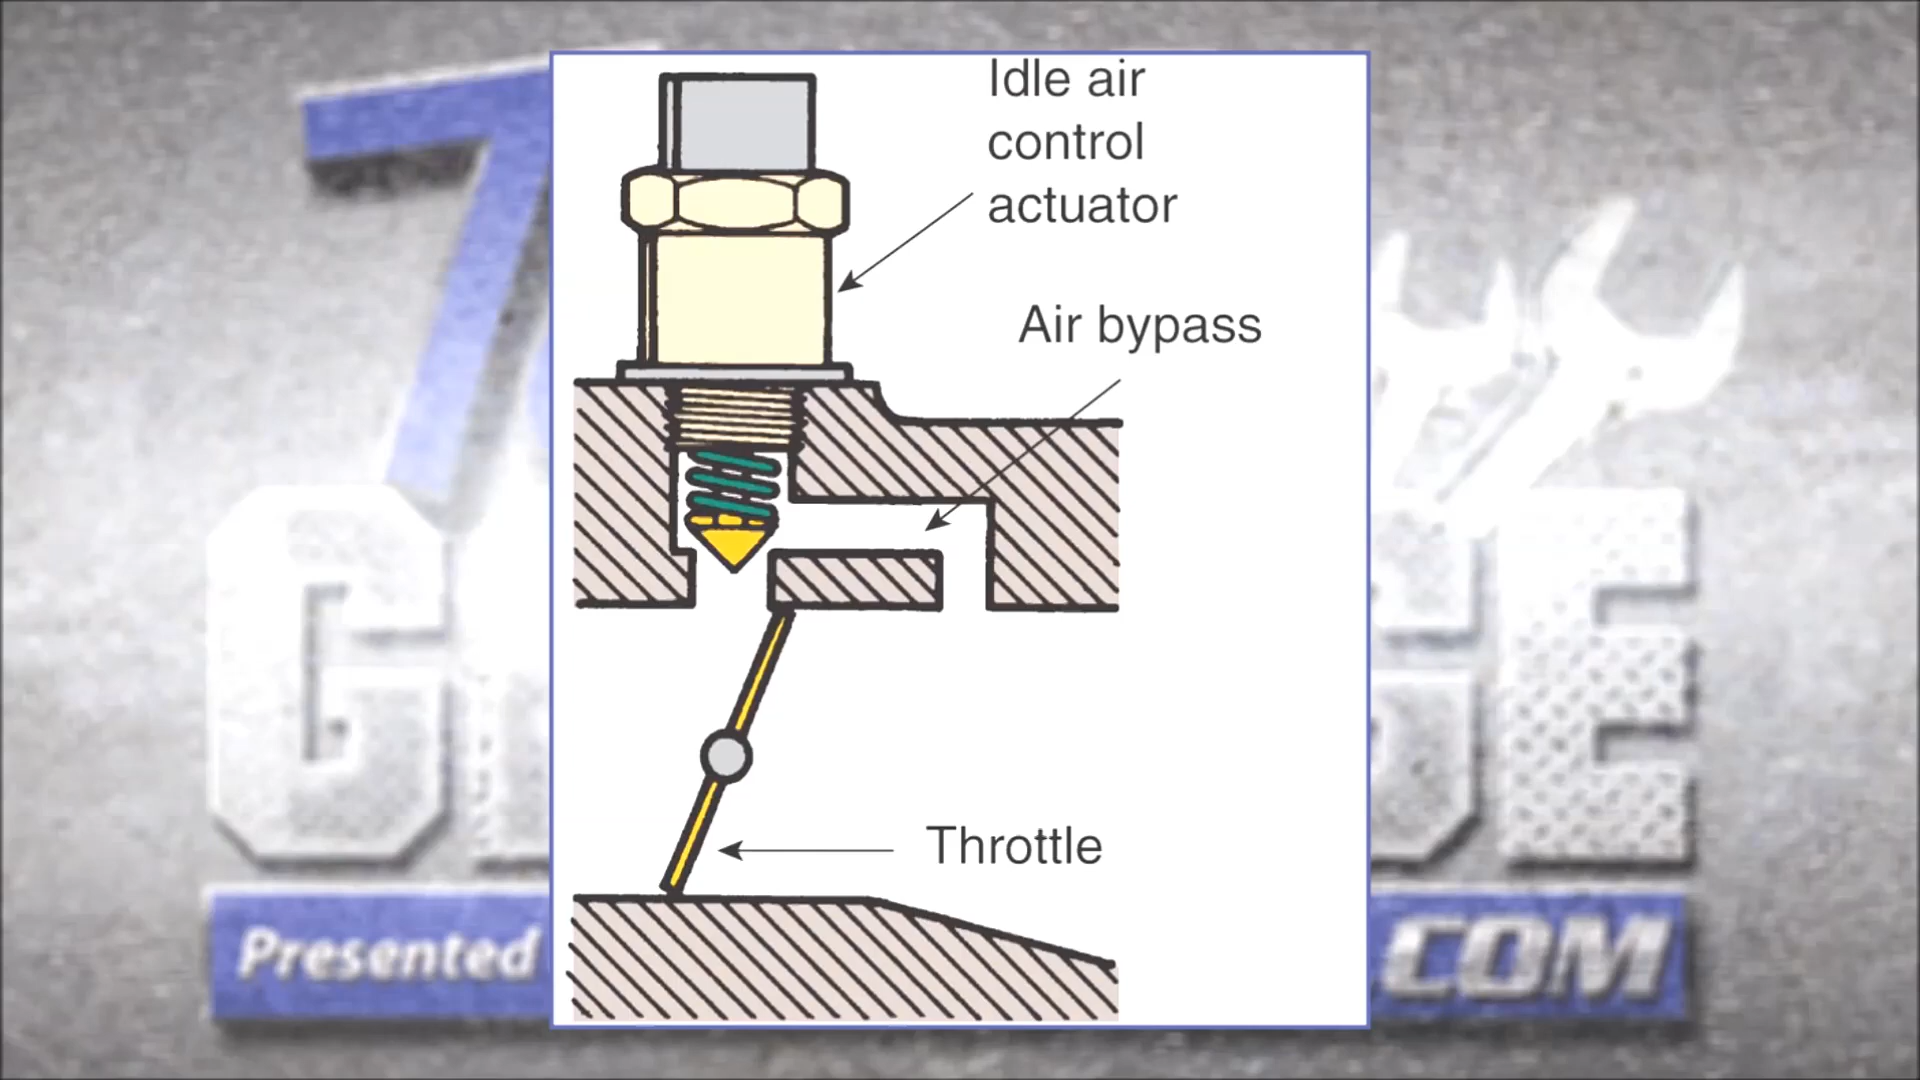 Idle air
control
actuator
Air bypass
Throttle
Presented
.COM